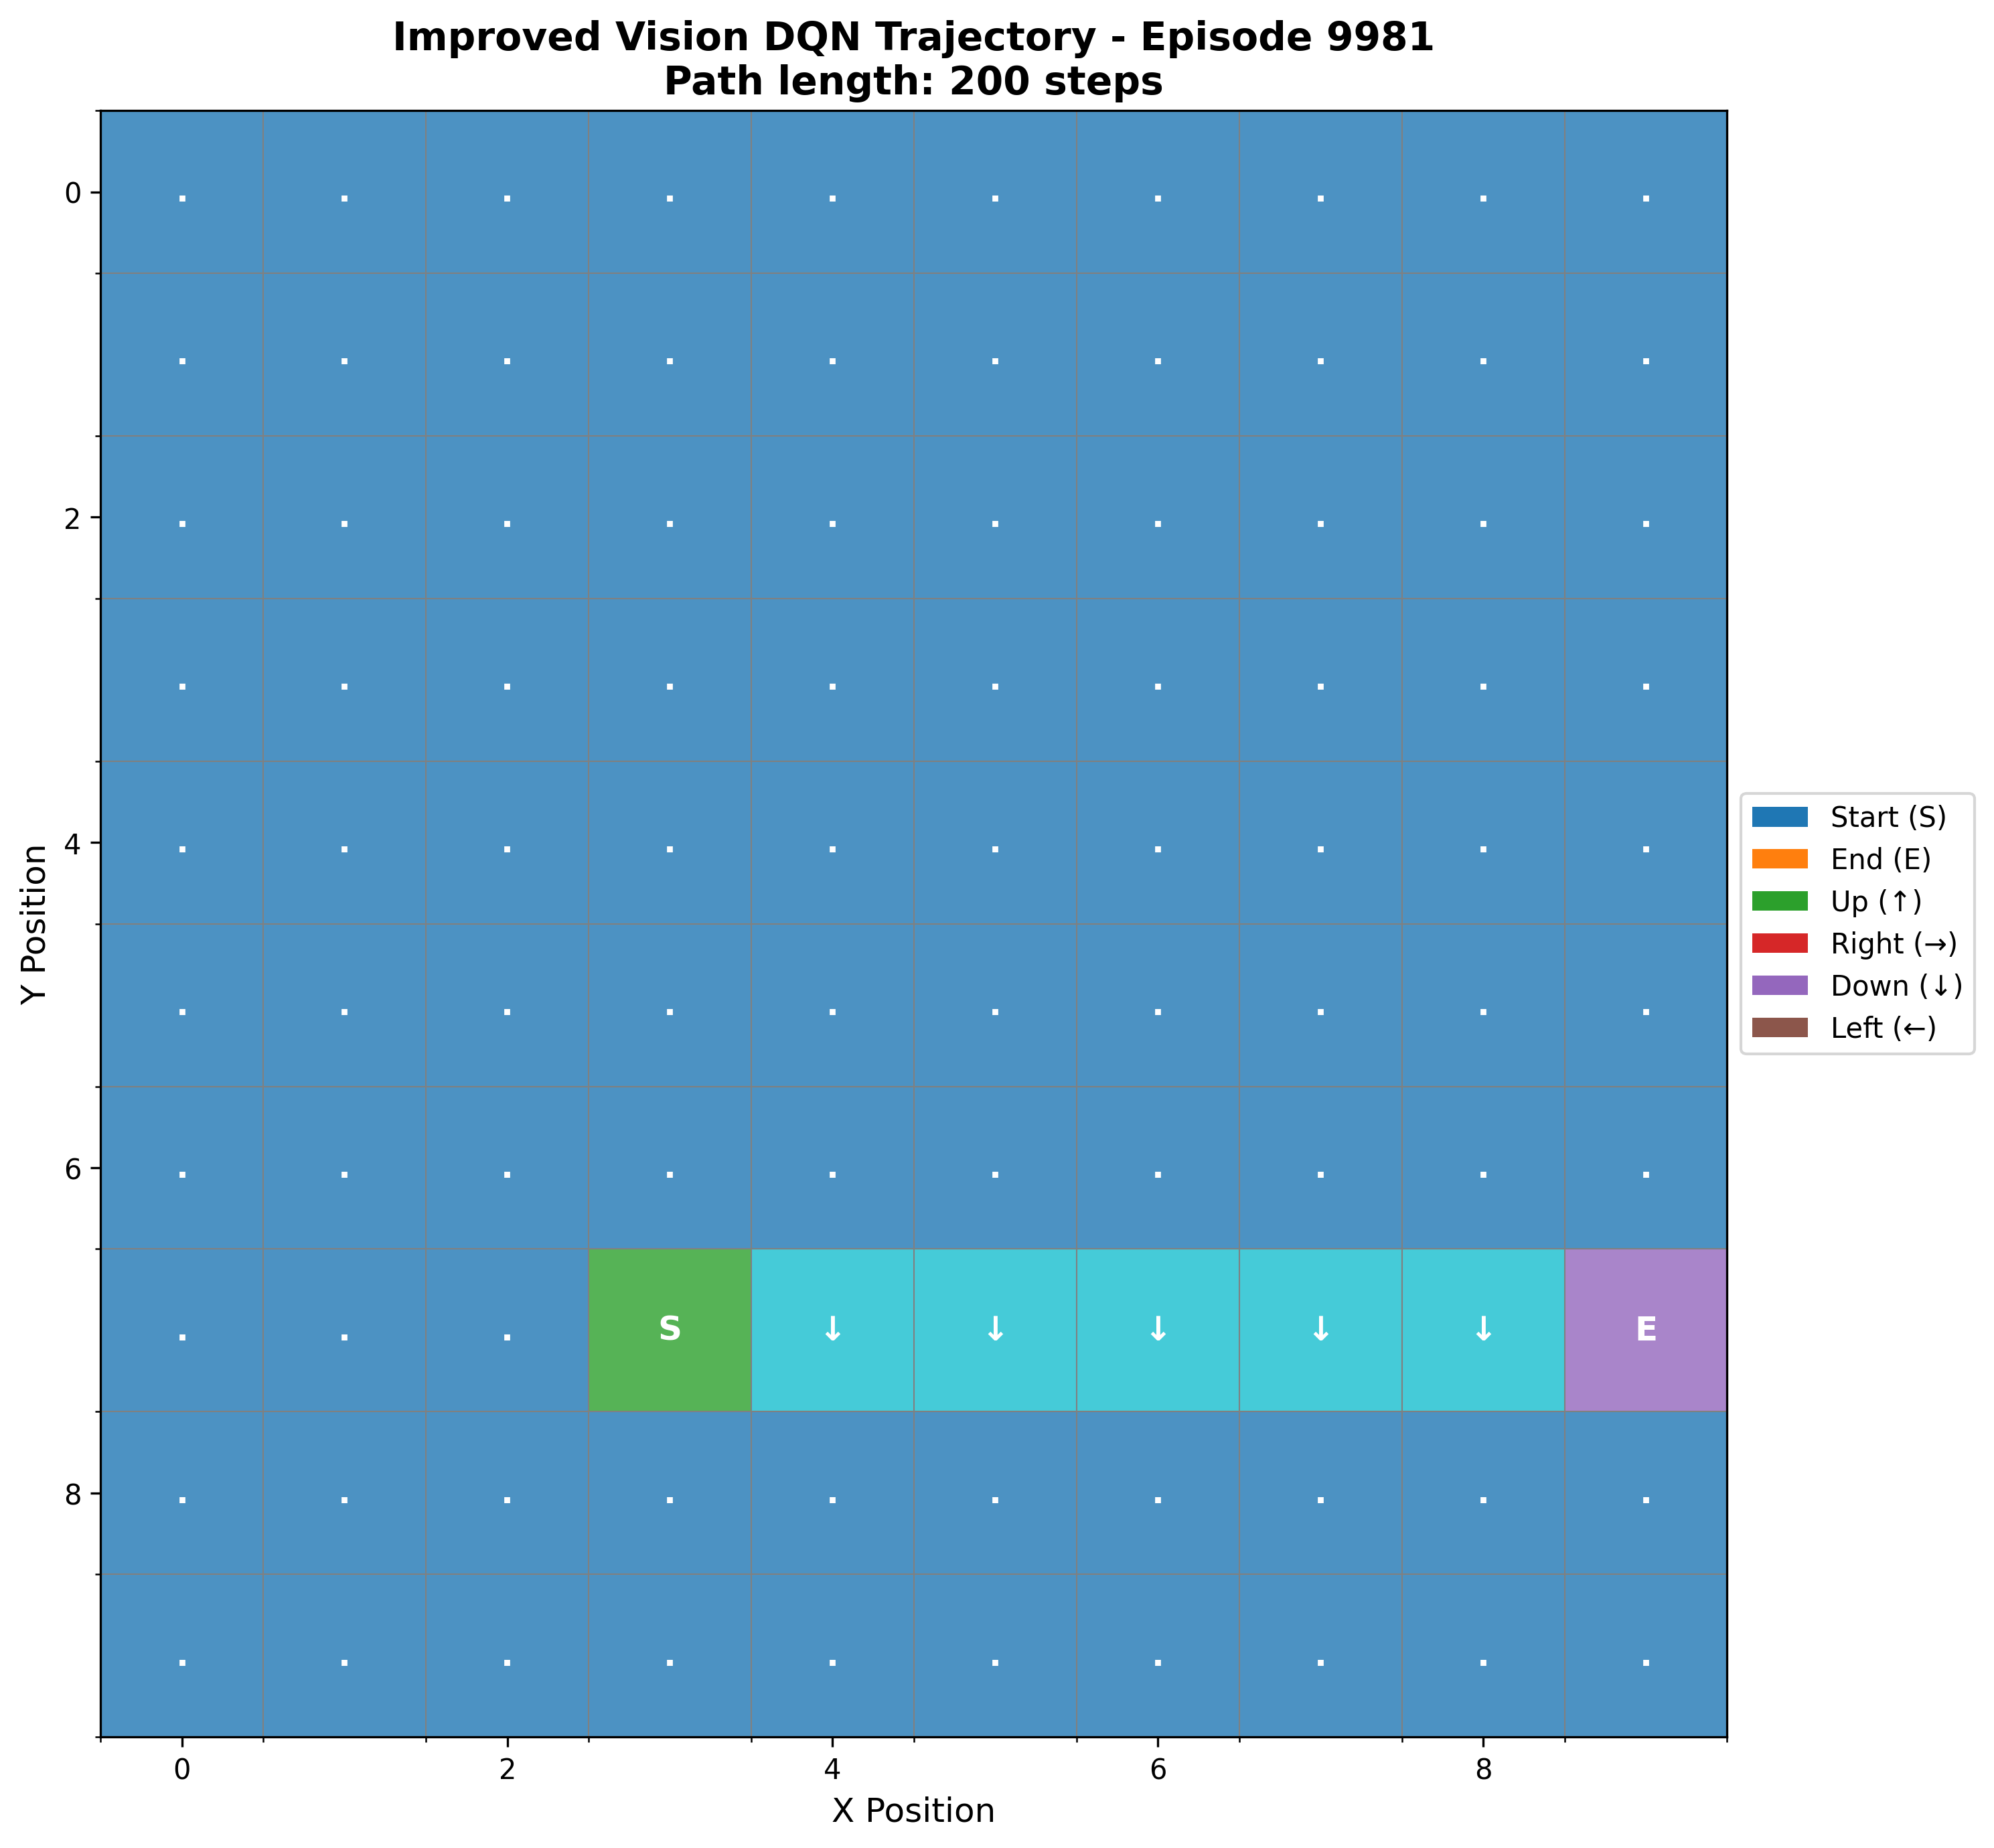 Improved Vision DQN Trajectory - Episode 9981
Path length: 200 steps
Y Position
0
2
4
6
8
S ↓ ↓ ↓ ↓ ↓ E
0 2 4 6 8
X Position
Start (S)
End (E)
Up (↑)
Right (→)
Down (↓)
Left (←)